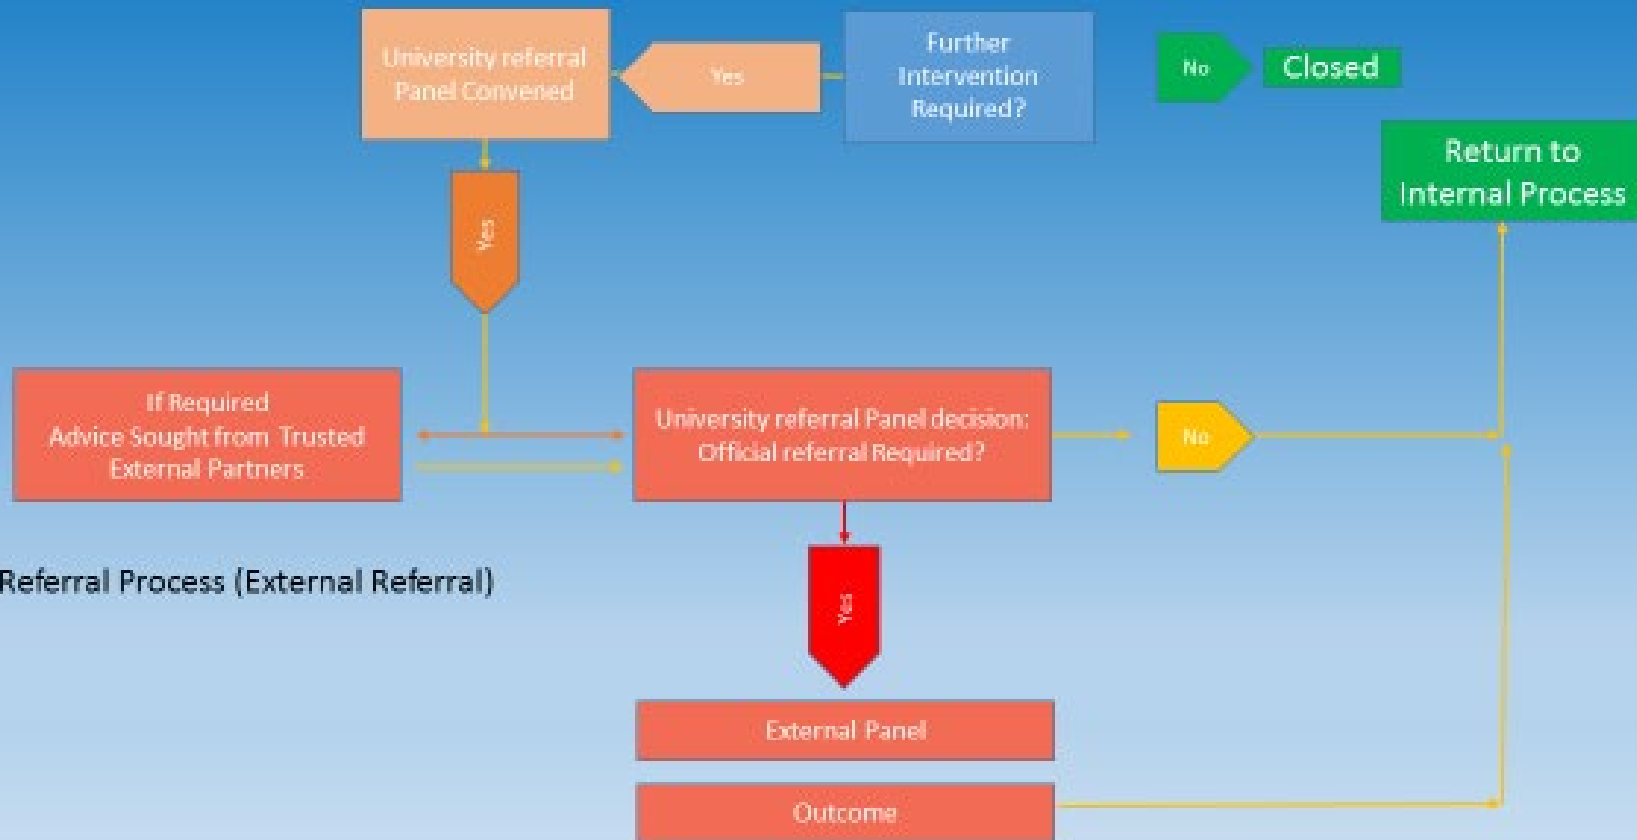 University referral
Panel Convened
Yes
Further
Intervention
Required?
No
Closed
Return to
Internal Process
Yes
If Required
Advice Sought from Trusted
External Partners
University referral Panel decision:
Official referral Required?
No
Referral Process (External Referral)
Yes
External Panel
Outcome